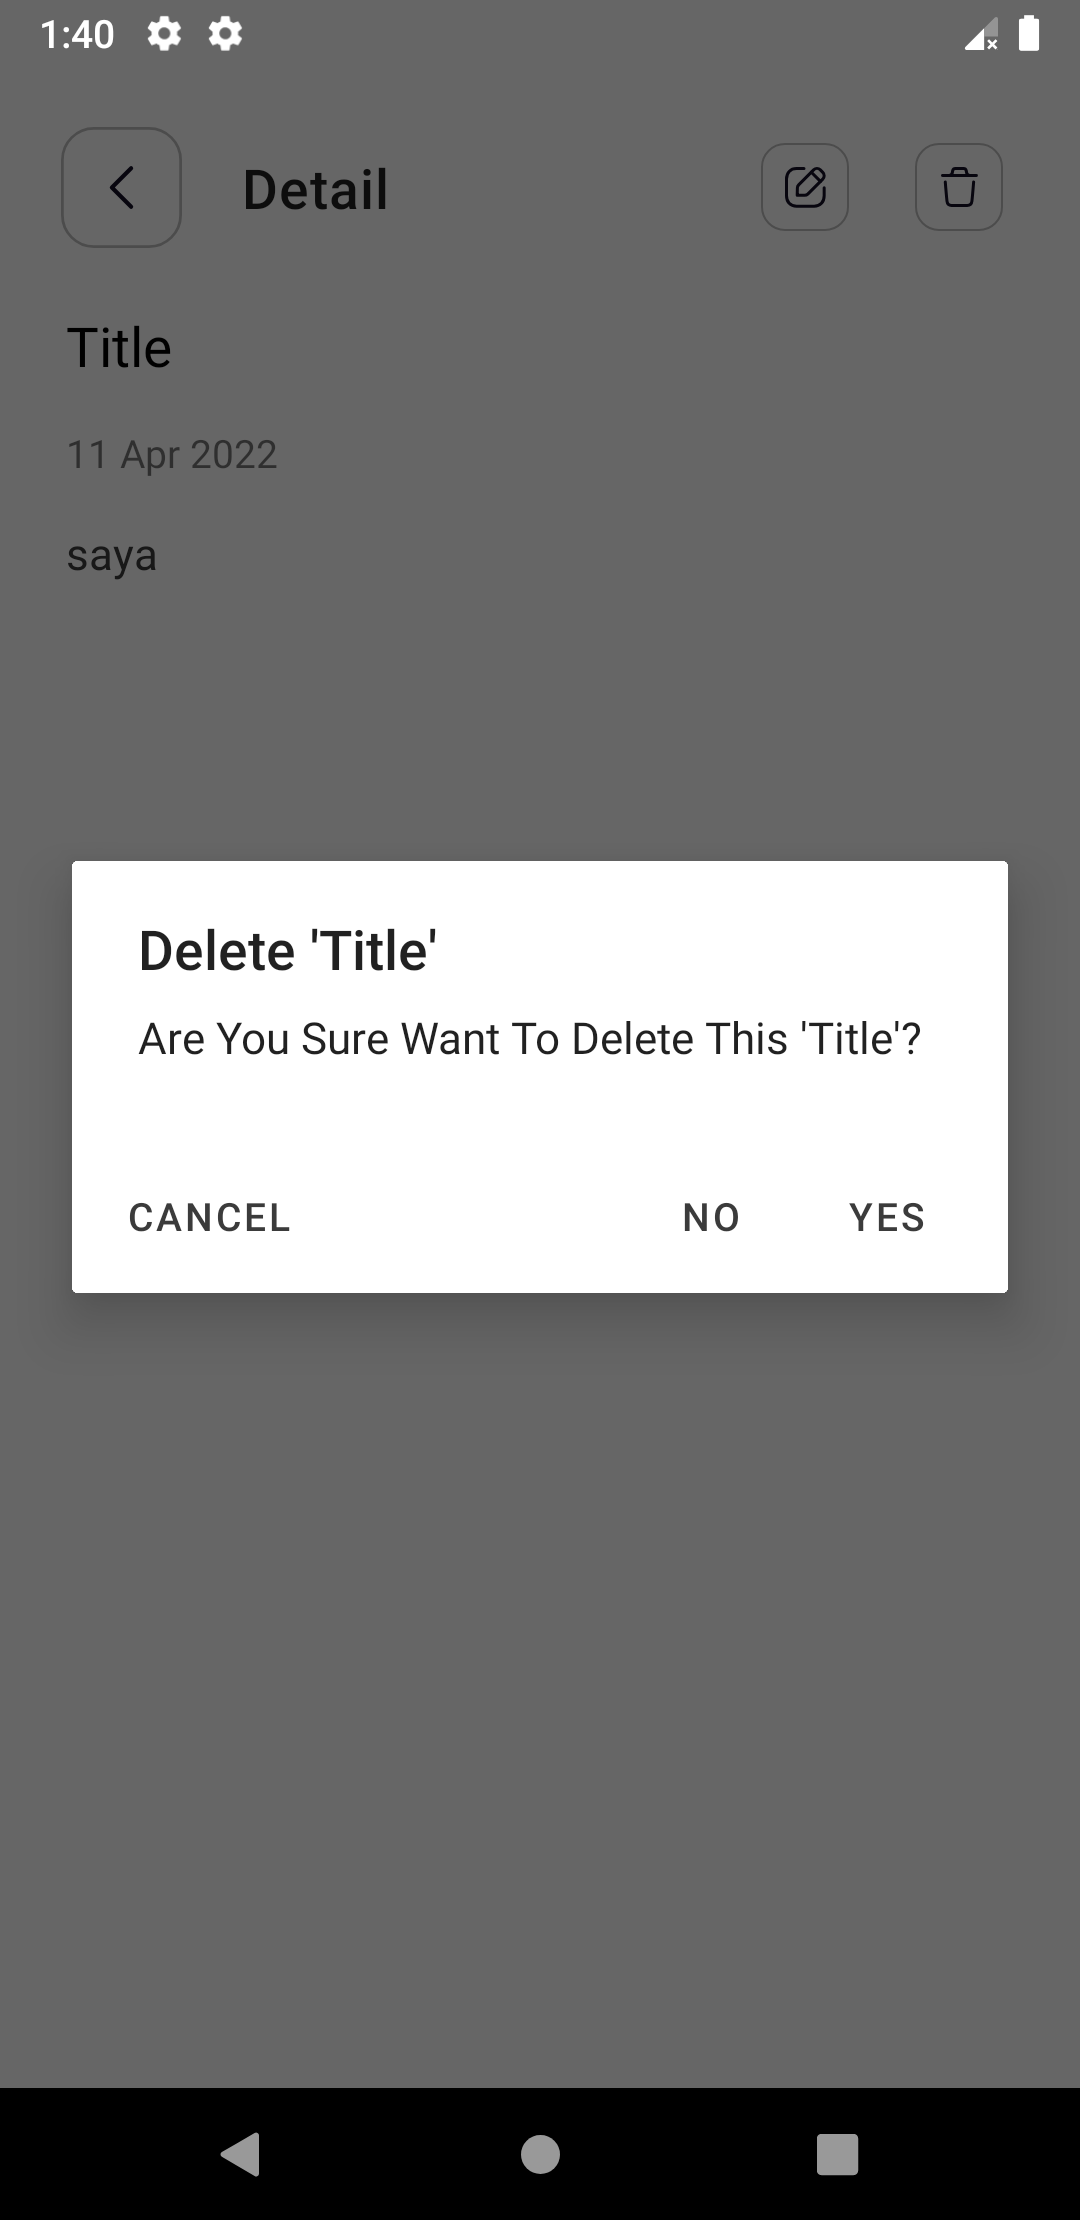 1:40
Detail
Title
11 Apr 2022
saya
Delete 'Title'
Are You Sure Want To Delete This 'Title'?
CANCEL NO YES